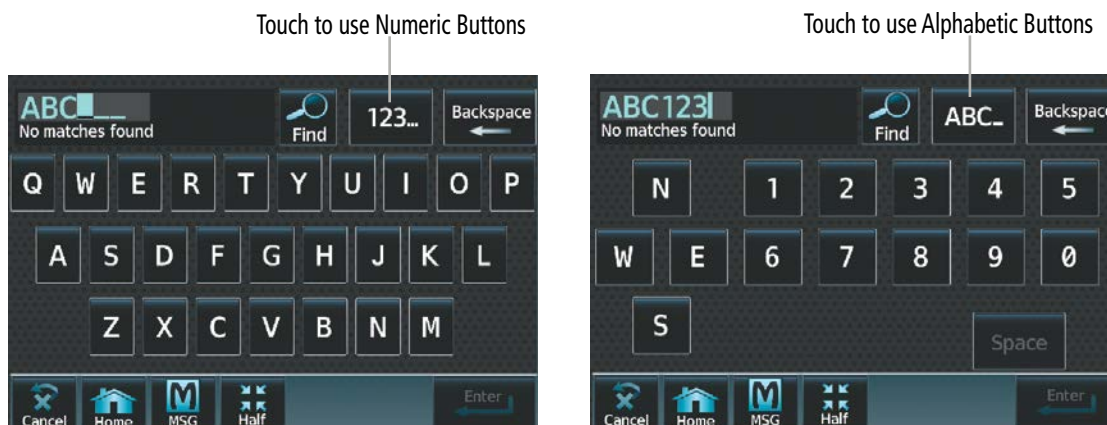 Touch to use Numeric Buttons
ABC___
No matches found
Find
123...
Backspace
Q W E R T Y U I O P
A S D F G H J K L
Z X C V B N M
Cancel
Home
MSG
Half
Enter
Touch to use Alphabetic Buttons
ABC123
No matches found
Find
ABC_
Backspace
N 1 2 3 4 5
W E 6 7 8 9 0
S
Space
Cancel
Home
MSG
Half
Enter